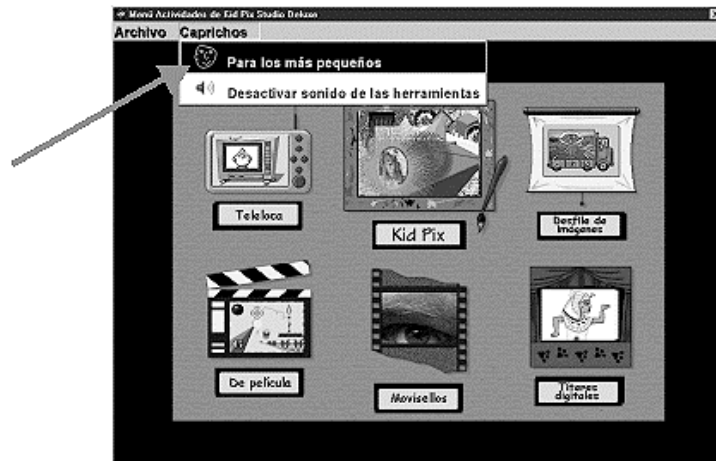 Menú Actividades de Kid Pix Studio Deluxe
Archivo Caprichos
Para los más pequeños
Desactivar sonido de las herramientas
Teleloca
Kid Pix
Desfile de
Imágenes
De película
Movisellos
Títeres
digitales